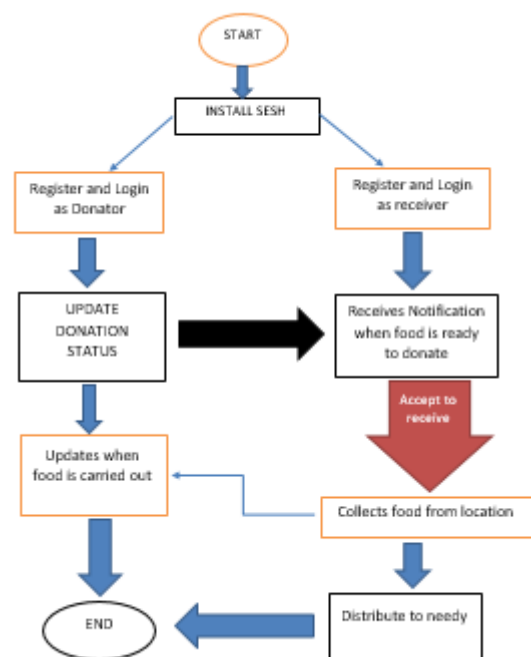 START
INSTALL SESH
Register and Login
as Donator
Register and Login
as receiver
UPDATE
DONATION
STATUS
Receives Notification
when food is ready
to donate
Accept to
receive
Updates when
food is carried out
Collects food from location
END
Distribute to needy